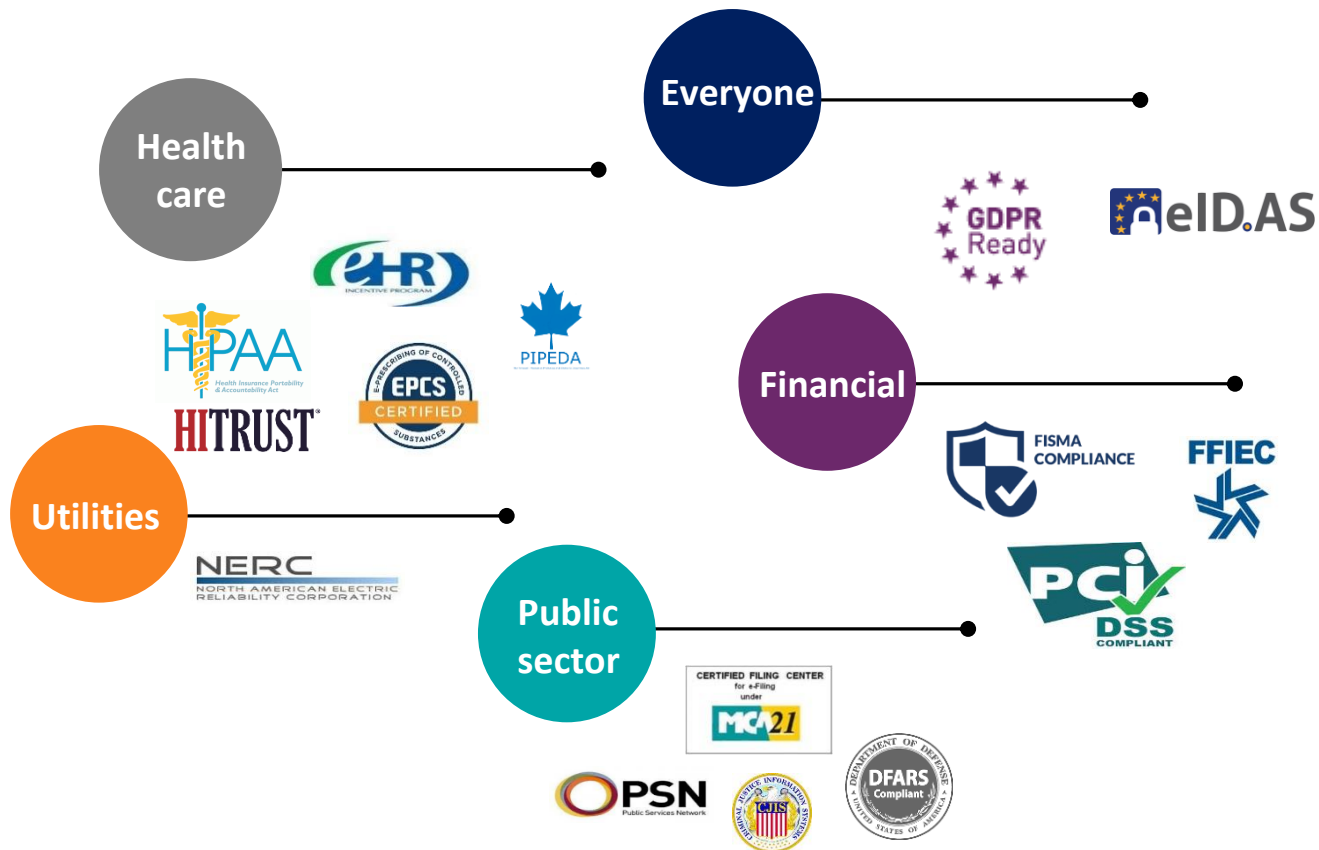 Everyone
Health
care
GDPR
Ready
eID.AS
eHR
INCENTIVE PROGRAM
PIPEDA
HIPAA
Health Insurance Portability
& Accountability Act
E-PRESCRIBING OF CONTROLLED
EPCS
CERTIFIED
SUBSTANCES
HITRUST®
Financial
FISMA
COMPLIANCE
FFIEC
PCi
DSS
COMPLIANT
Utilities
NERC
NORTH AMERICAN ELECTRIC
RELIABILITY CORPORATION
Public
sector
CERTIFIED FILING CENTER
for e-Filing
under
MCA21
PSN
Public Services Network
CRIMINAL JUSTICE INFORMATION SYSTEMS
CJIS
DEPARTMENT OF DEFENSE
DFARS
Compliant
UNITED STATES OF AMERICA